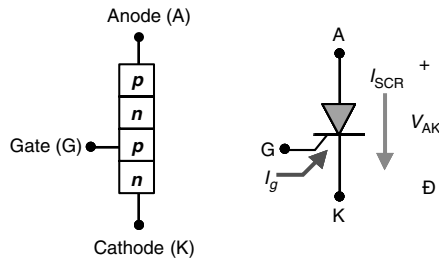 Anode (A)
p
n
Gate (G)
p
n
Cathode (K)
A
+
I_SCR
V_AK
G
I_g
K
Đ